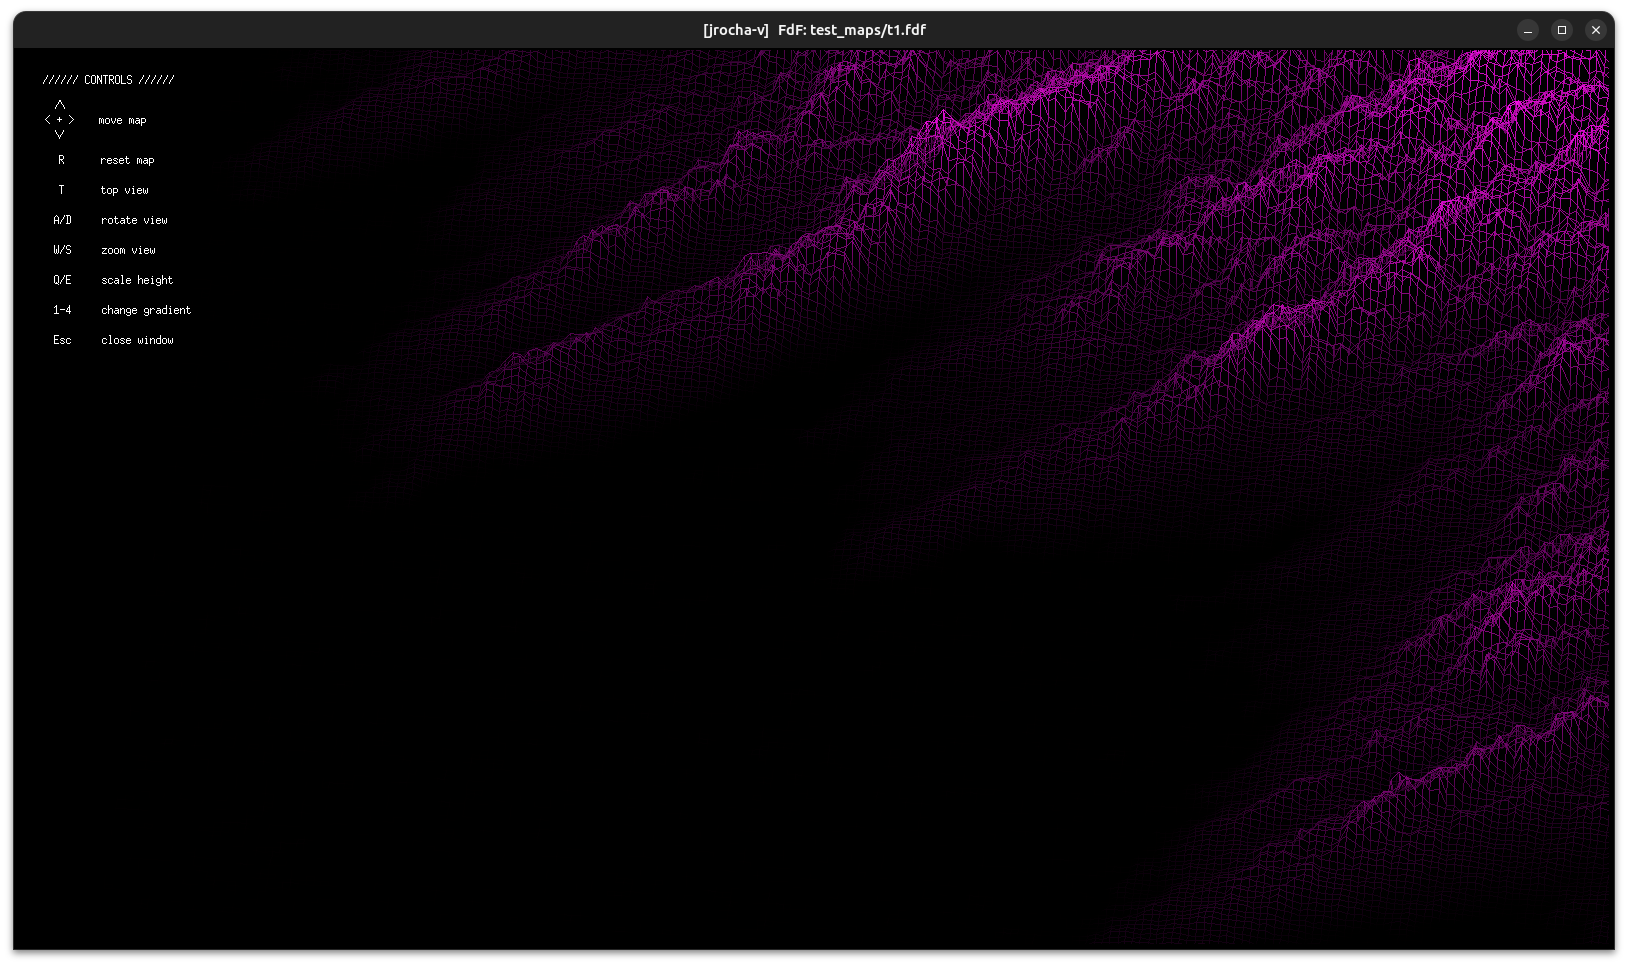 [jrocha-v] FdF: test_maps/t1.fdf
////// CONTROLS //////
< + > move map
R reset map
T top view
A/D rotate view
W/S zoom view
Q/E scale height
1-4 change gradient
Esc close window